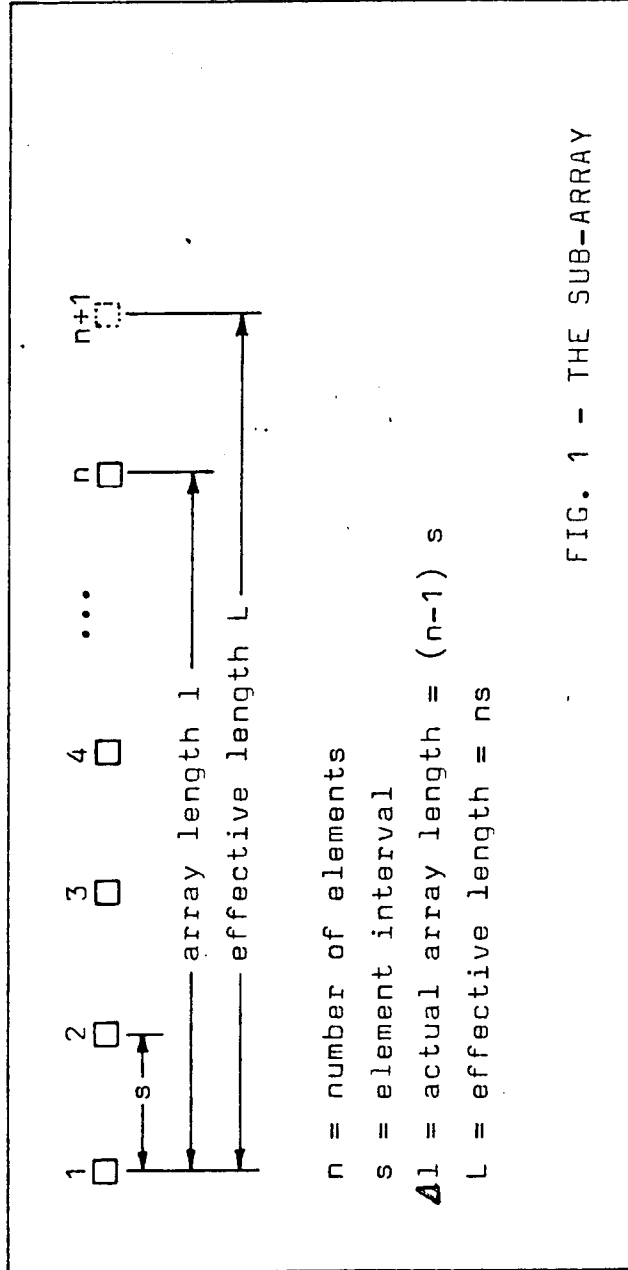 1 2 3 4 ... n n+1
s
array length l
effective length L
n = number of elements
s = element interval
Δl = actual array length = (n-1) s
L = effective length = ns
FIG. 1 - THE SUB-ARRAY